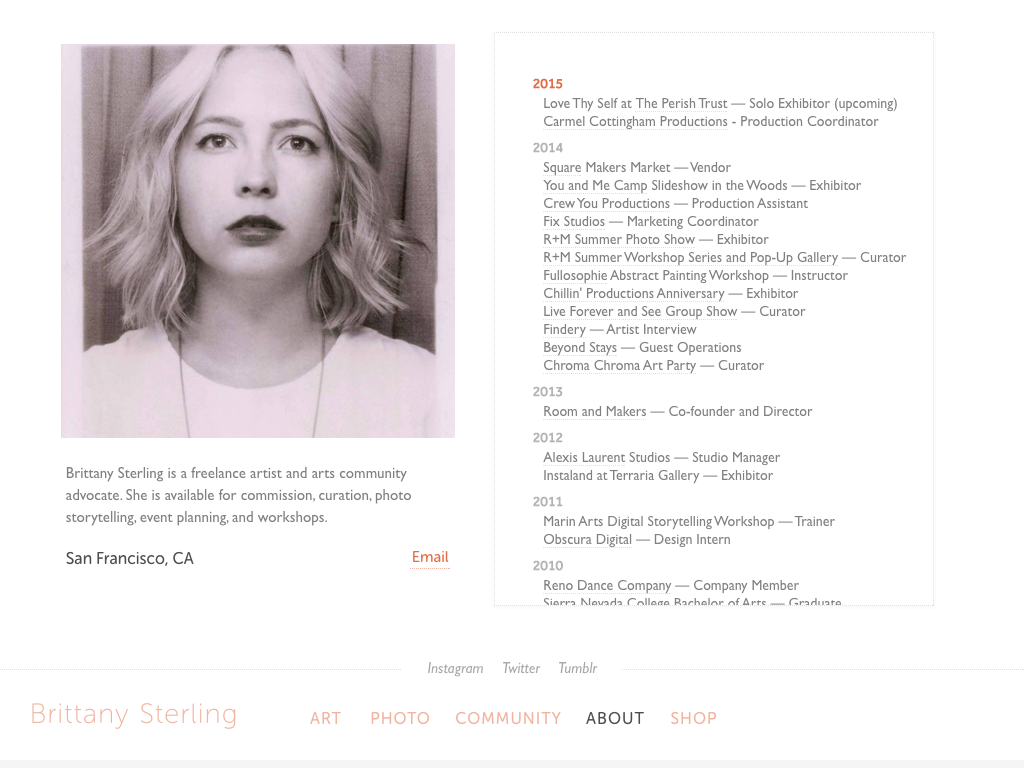 Brittany Sterling is a freelance artist and arts community
advocate. She is available for commission, curation, photo
storytelling, event planning, and workshops.
San Francisco, CA
Email
2015
Love Thy Self at The Perish Trust — Solo Exhibitor (upcoming)
Carmel Cottingham Productions - Production Coordinator
2014
Square Makers Market — Vendor
You and Me Camp Slideshow in the Woods — Exhibitor
Crew You Productions — Production Assistant
Fix Studios — Marketing Coordinator
R+M Summer Photo Show — Exhibitor
R+M Summer Workshop Series and Pop-Up Gallery — Curator
Fullosophie Abstract Painting Workshop — Instructor
Chillin' Productions Anniversary — Exhibitor
Live Forever and See Group Show — Curator
Findery — Artist Interview
Beyond Stays — Guest Operations
Chroma Chroma Art Party — Curator
2013
Room and Makers — Co-founder and Director
2012
Alexis Laurent Studios — Studio Manager
Instaland at Terraria Gallery — Exhibitor
2011
Marin Arts Digital Storytelling Workshop — Trainer
Obscura Digital — Design Intern
2010
Reno Dance Company — Company Member
Sierra Nevada College Bachelor of Arts — Graduate
Instagram Twitter Tumblr
Brittany Sterling ART PHOTO COMMUNITY ABOUT SHOP